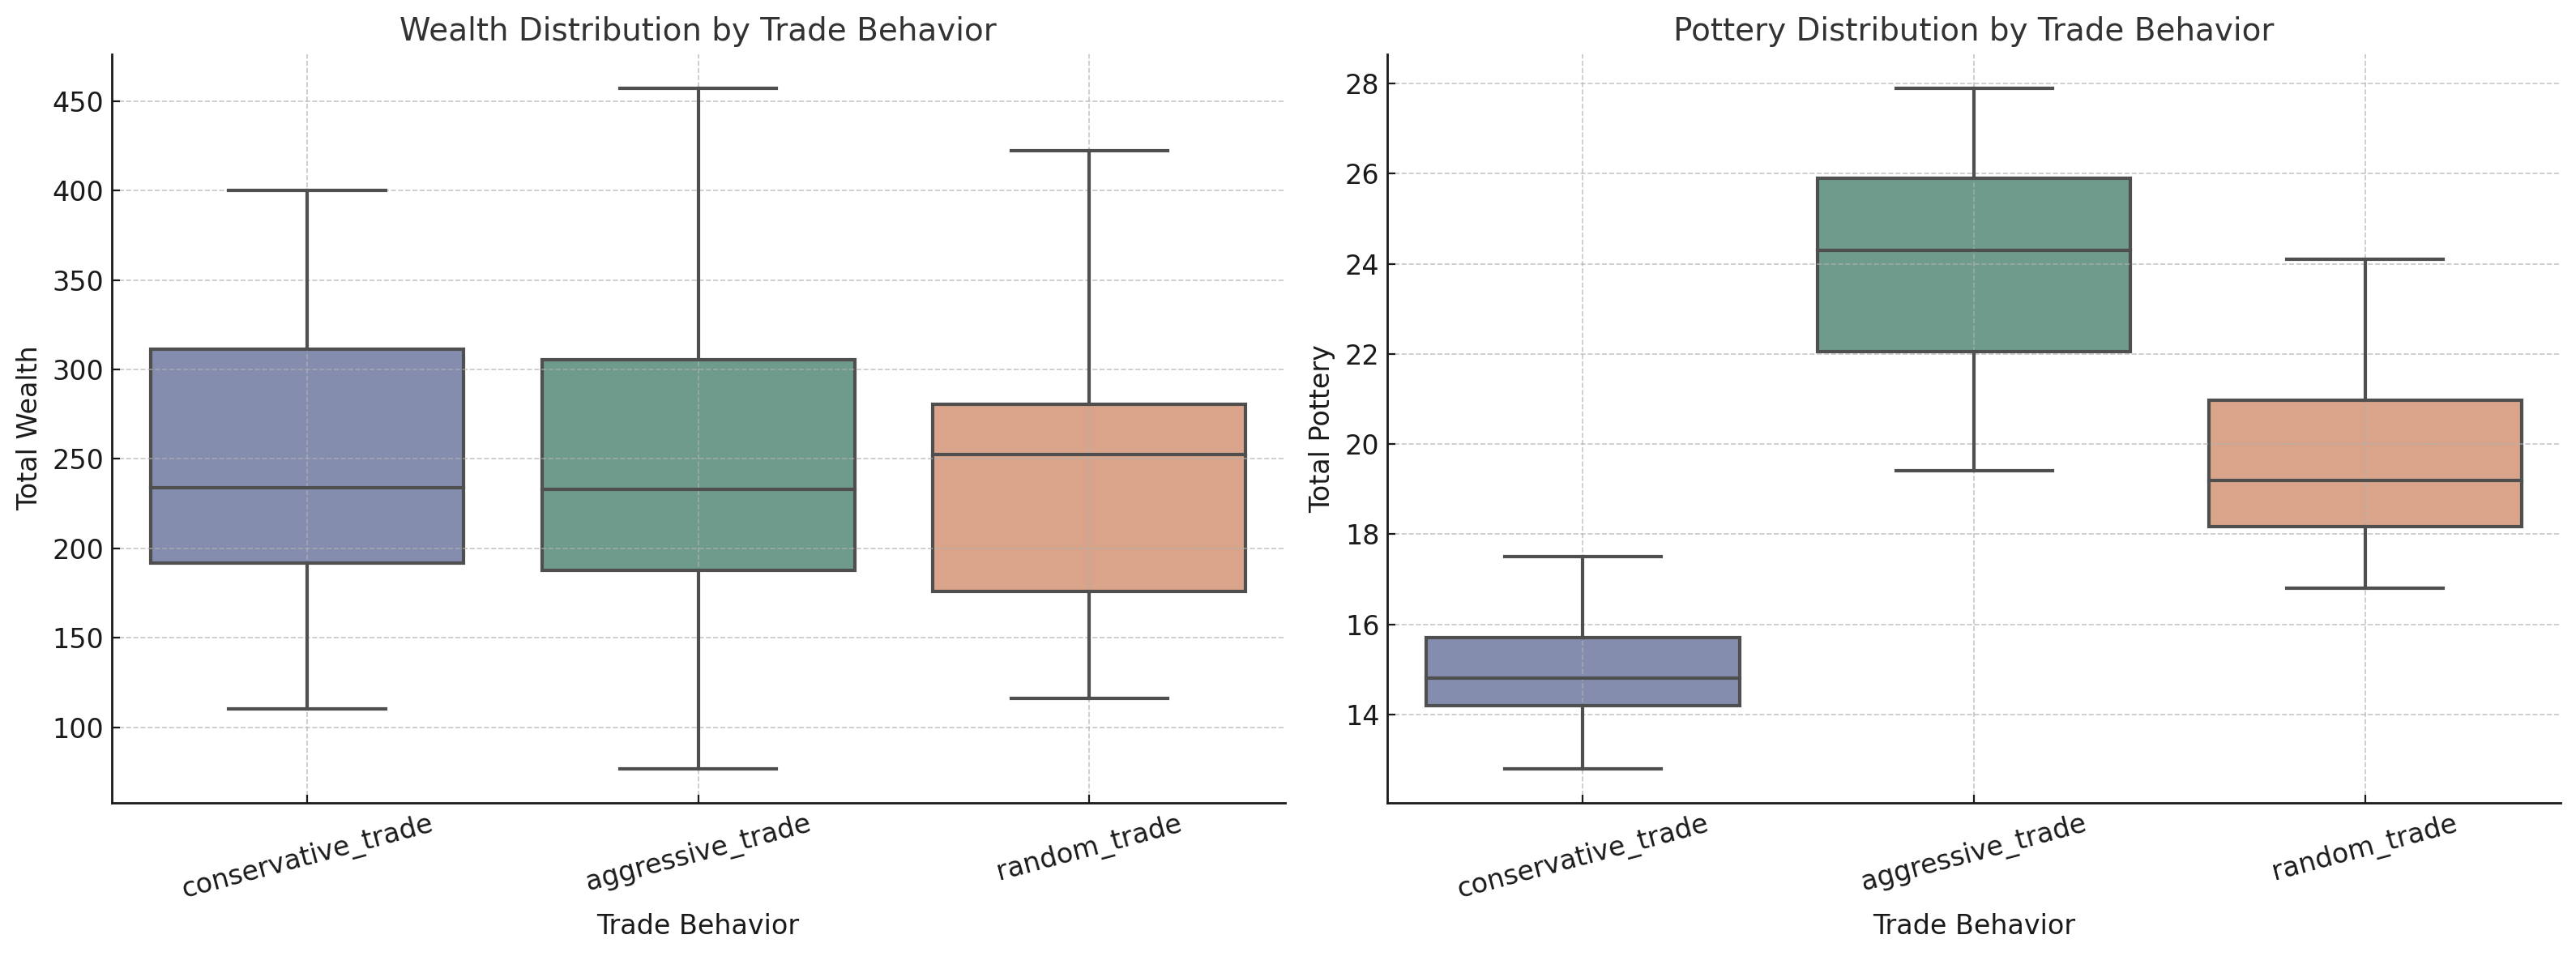 Wealth Distribution by Trade Behavior
Total Wealth
450
400
350
300
250
200
150
100
conservative_trade
aggressive_trade
random_trade
Trade Behavior
Pottery Distribution by Trade Behavior
Total Pottery
28
26
24
22
20
18
16
14
conservative_trade
aggressive_trade
random_trade
Trade Behavior